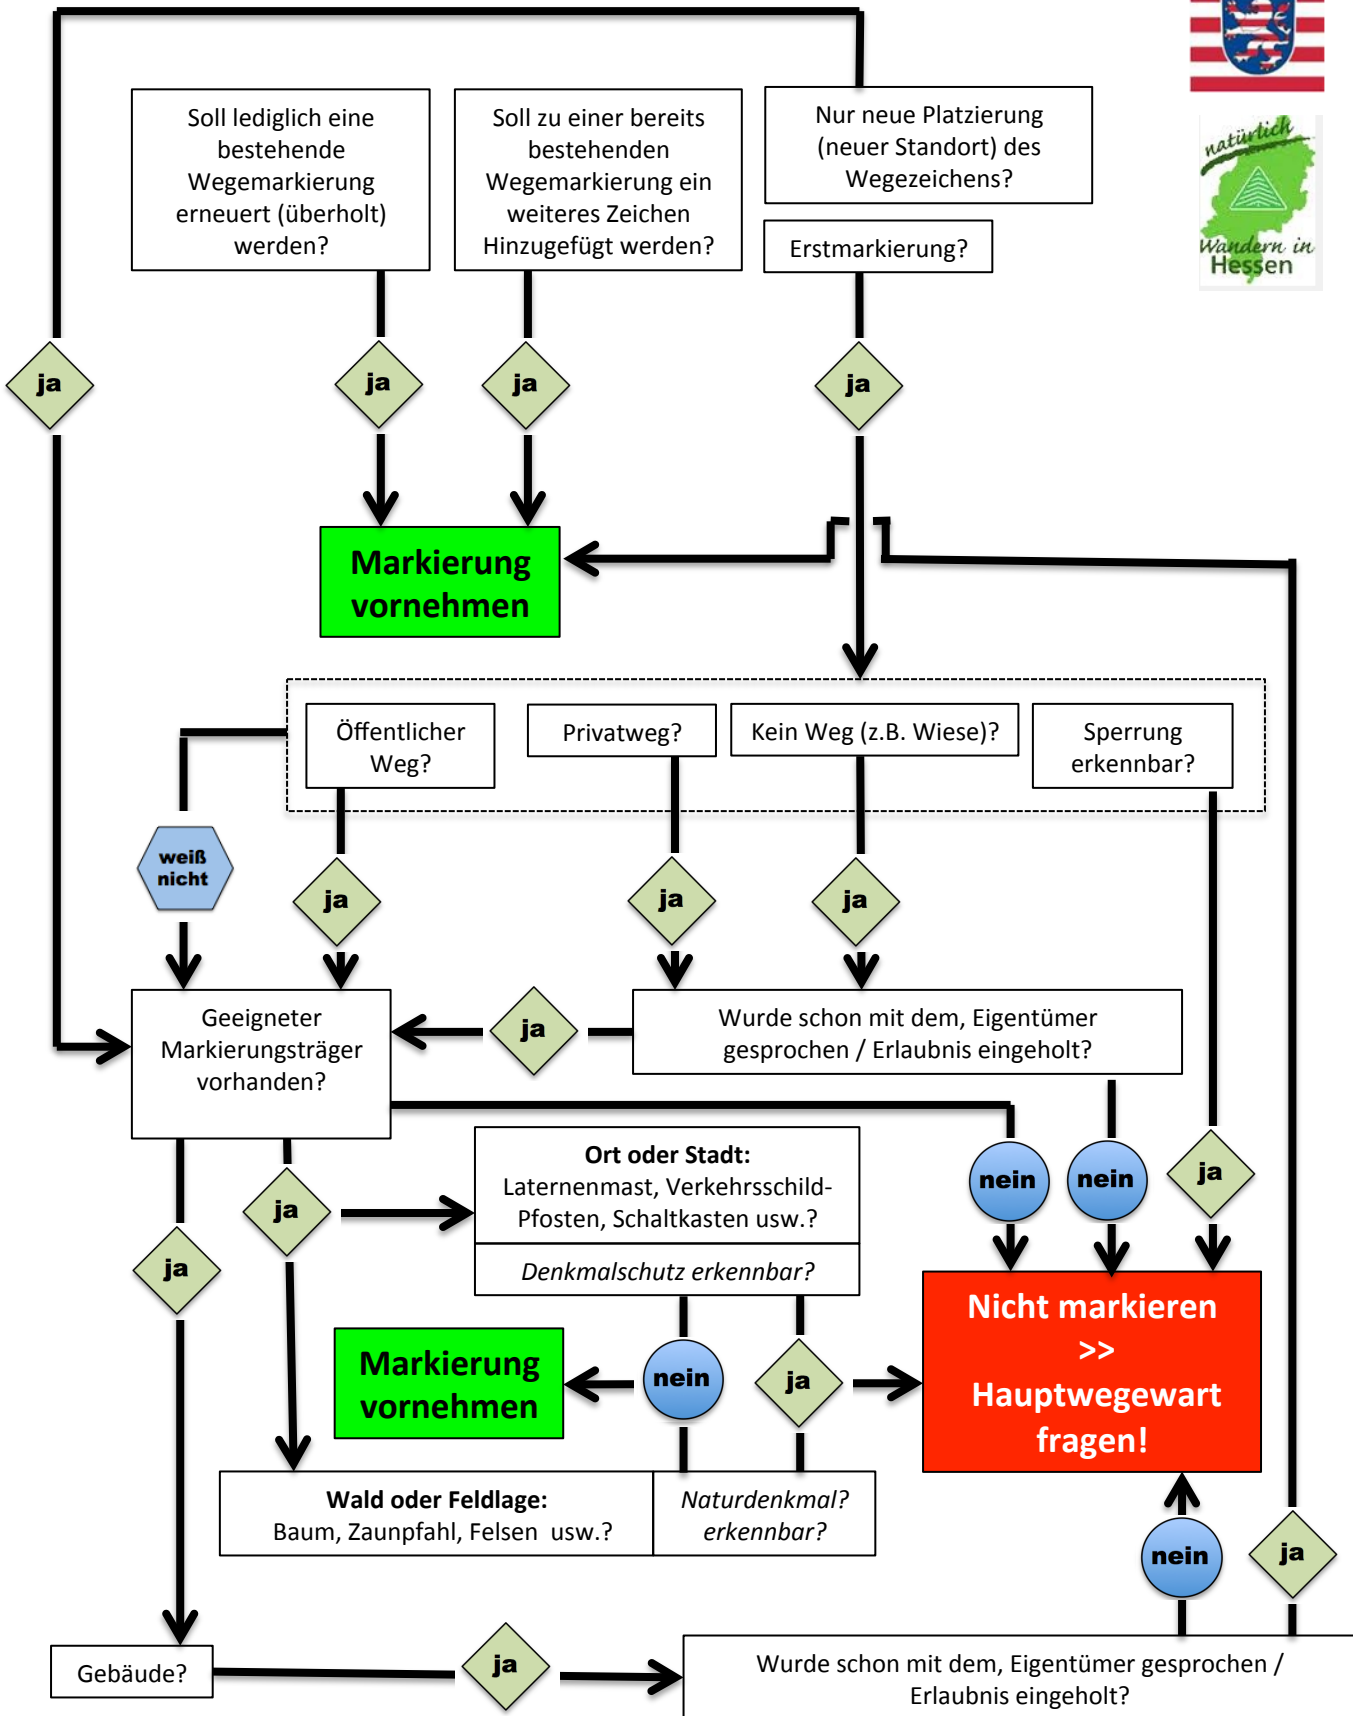 natürlich
Wandern in
Hessen
Soll lediglich eine
bestehende
Wegemarkierung
erneuert (überholt)
werden?
Soll zu einer bereits
bestehenden
Wegemarkierung ein
weiteres Zeichen
Hinzugefügt werden?
Nur neue Platzierung
(neuer Standort) des
Wegezeichens?
Erstmarkierung?
ja
ja
ja
ja
Markierung
vornehmen
Öffentlicher
Weg?
Privatweg?
Kein Weg (z.B. Wiese)?
Sperrung
erkennbar?
weiß
nicht
ja
ja
ja
Geeigneter
Markierungsträger
vorhanden?
ja
Wurde schon mit dem, Eigentümer
gesprochen / Erlaubnis eingeholt?
nein
nein
ja
ja
ja
Ort oder Stadt:
Laternenmast, Verkehrsschild-
Pfosten, Schaltkasten usw.?
Denkmalschutz erkennbar?
Markierung
vornehmen
nein
ja
Nicht markieren
>>
Hauptwegewart
fragen!
Wald oder Feldlage:
Baum, Zaunpfahl, Felsen usw.?
Naturdenkmal?
erkennbar?
nein
ja
Gebäude?
ja
Wurde schon mit dem, Eigentümer gesprochen /
Erlaubnis eingeholt?